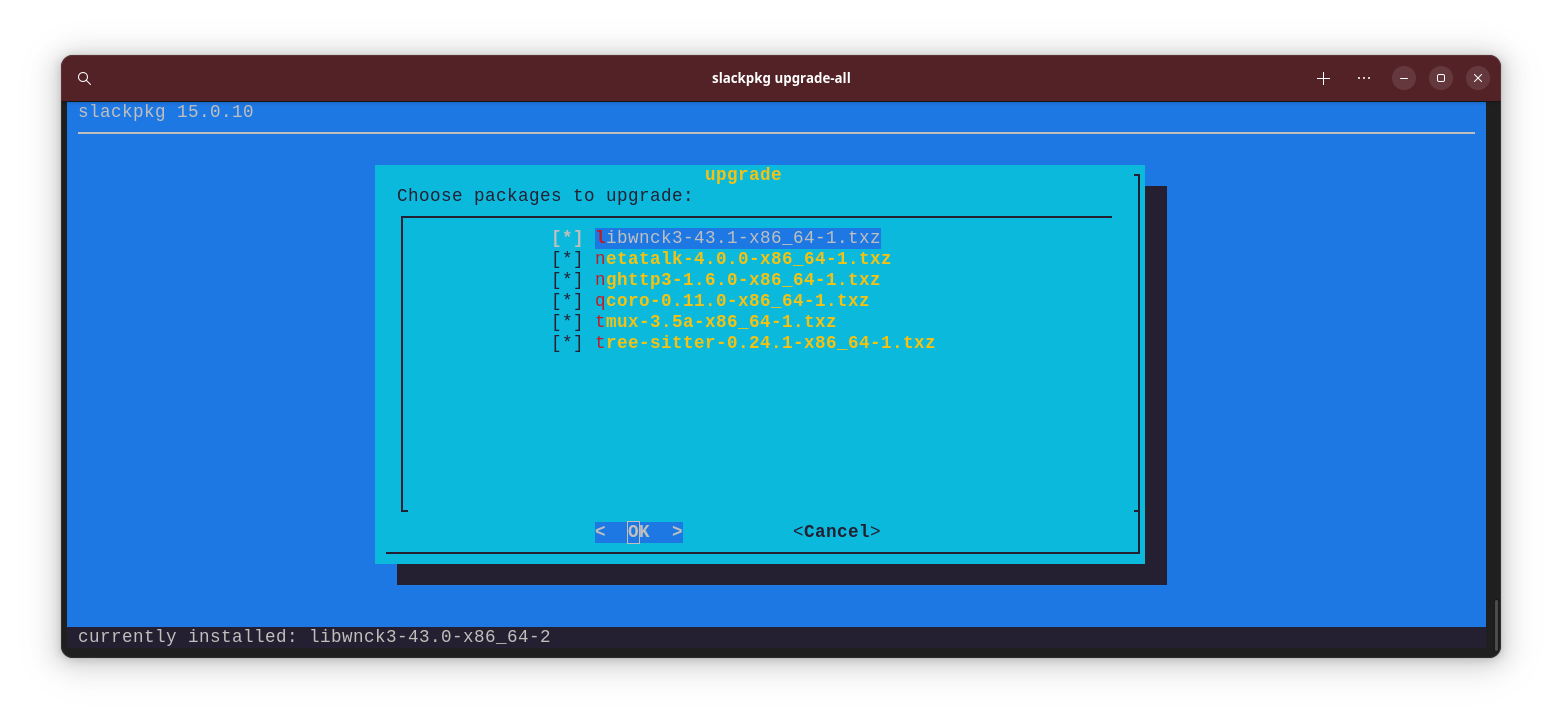 slackpkg upgrade-all
slackpkg 15.0.10
upgrade
Choose packages to upgrade:
[*] libwnck3-43.1-x86_64-1.txz
[*] netatalk-4.0.0-x86_64-1.txz
[*] nghttp3-1.6.0-x86_64-1.txz
[*] qcoro-0.11.0-x86_64-1.txz
[*] tmux-3.5a-x86_64-1.txz
[*] tree-sitter-0.24.1-x86_64-1.txz
<  OK  > <Cancel>
currently installed: libwnck3-43.0-x86_64-2